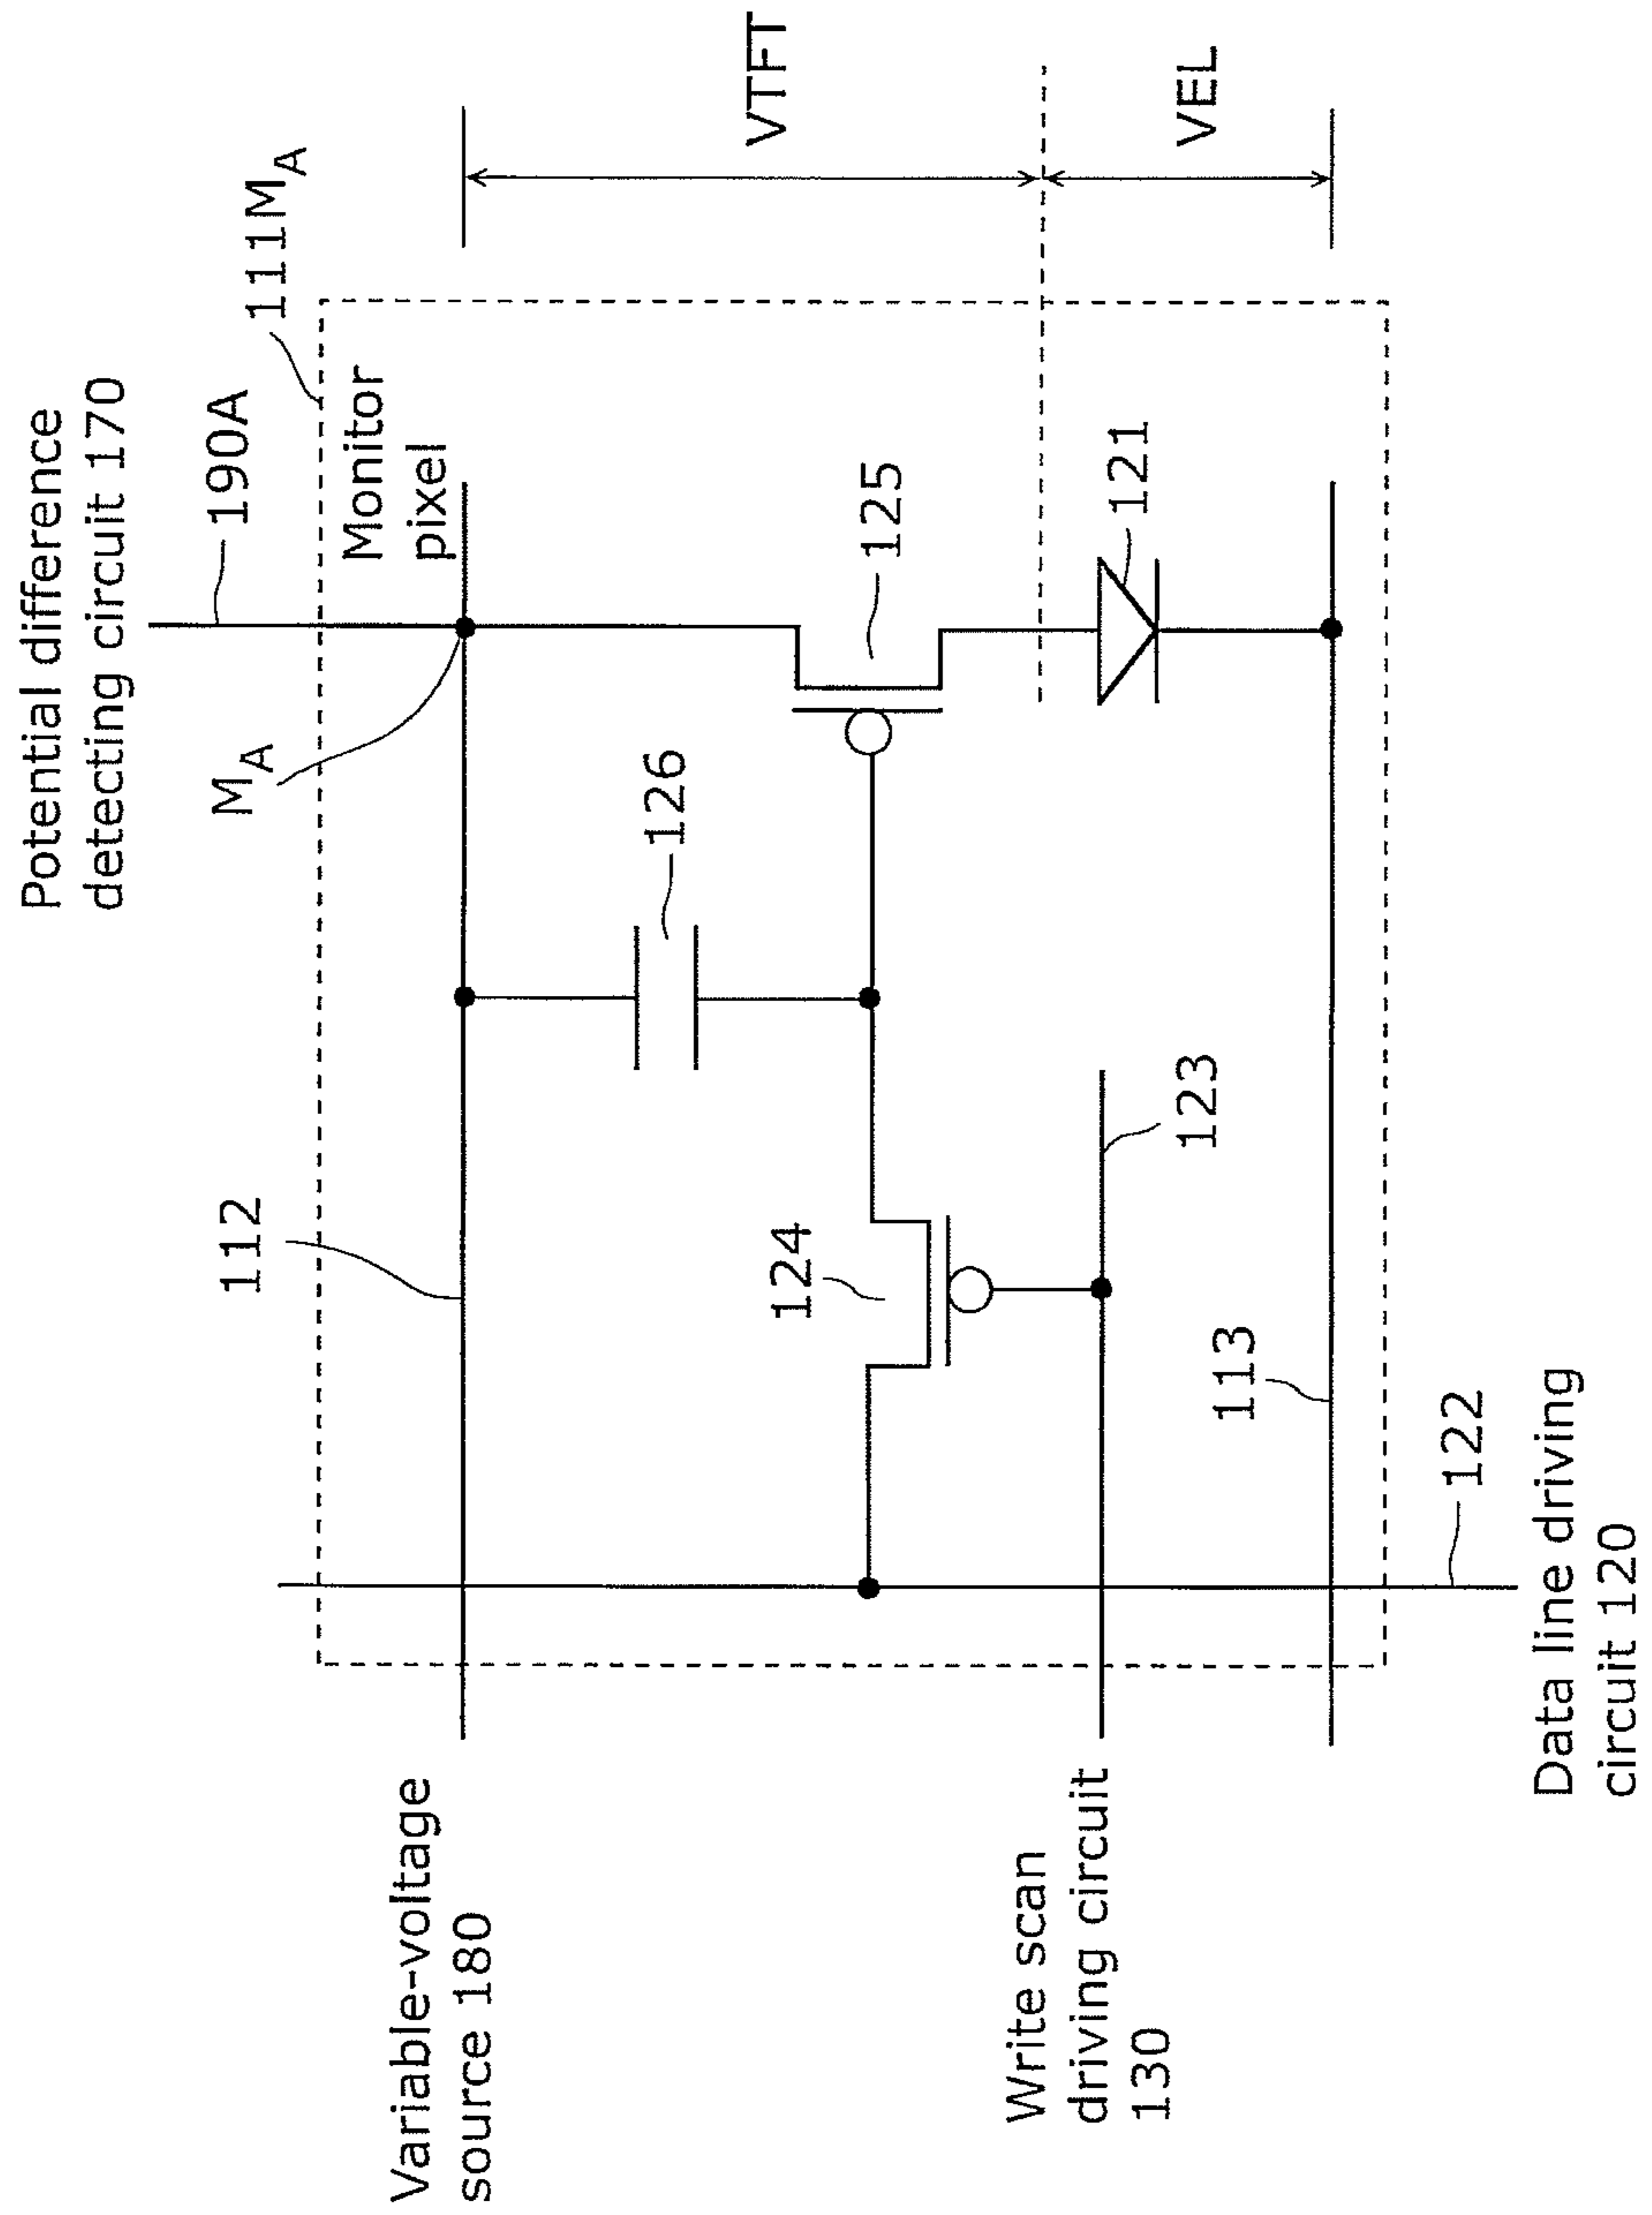 Potential difference
detecting circuit 170
190A
111MA
MA
Monitor
pixel
112
126
125
VTFT
Variable-voltage
source 180
124
121
VEL
123
Write scan
driving circuit
130
113
122
Data line driving
circuit 120